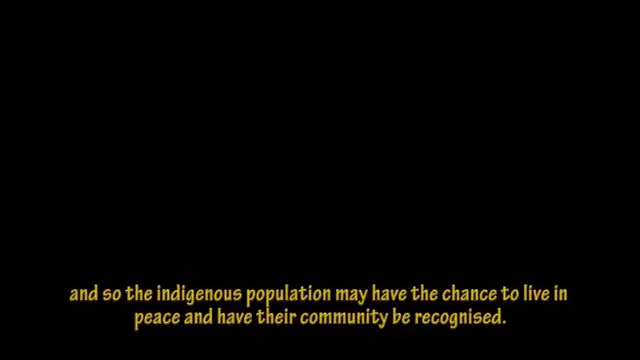 and so the indigenous population may have the chance to live in
peace and have their community be recognised.